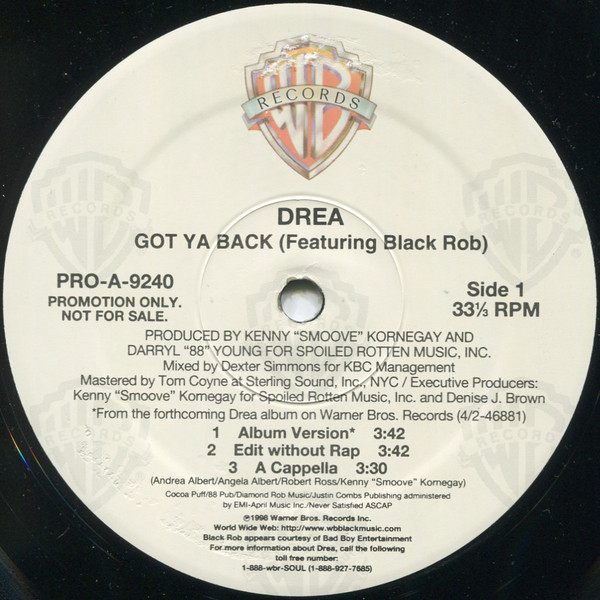 WB
RECORDS
DREA
GOT YA BACK (Featuring Black Rob)
PRO-A-9240
PROMOTION ONLY.
NOT FOR SALE.
Side 1
33⅓ RPM
PRODUCED BY KENNY "SMOOVE" KORNEGAY AND
DARRYL "88" YOUNG FOR SPOILED ROTTEN MUSIC, INC.
Mixed by Dexter Simmons for KBC Management
Mastered by Tom Coyne at Sterling Sound, Inc., NYC / Executive Producers:
Kenny "Smoove" Kornegay for Spoiled Rotten Music, Inc. and Denise J. Brown
*From the forthcoming Drea album on Warner Bros. Records (4/2-46881)
1 Album Version* 3:42
2 Edit without Rap 3:42
3 A Cappella 3:30
(Andrea Albert/Angela Albert/Robert Ross/Kenny "Smoove" Kornegay)
Cocoa Puff/88 Pub/Diamond Rob Music/Justin Combs Publishing administered
by EMI-April Music Inc./Never Satisfied ASCAP
℗1998 Warner Bros. Records Inc.
World Wide Web: http://www.wbblackmusic.com
Black Rob appears courtesy of Bad Boy Entertainment
For more information about Drea, call the following
toll free number:
1-888-wbr-SOUL (1-888-927-7685)